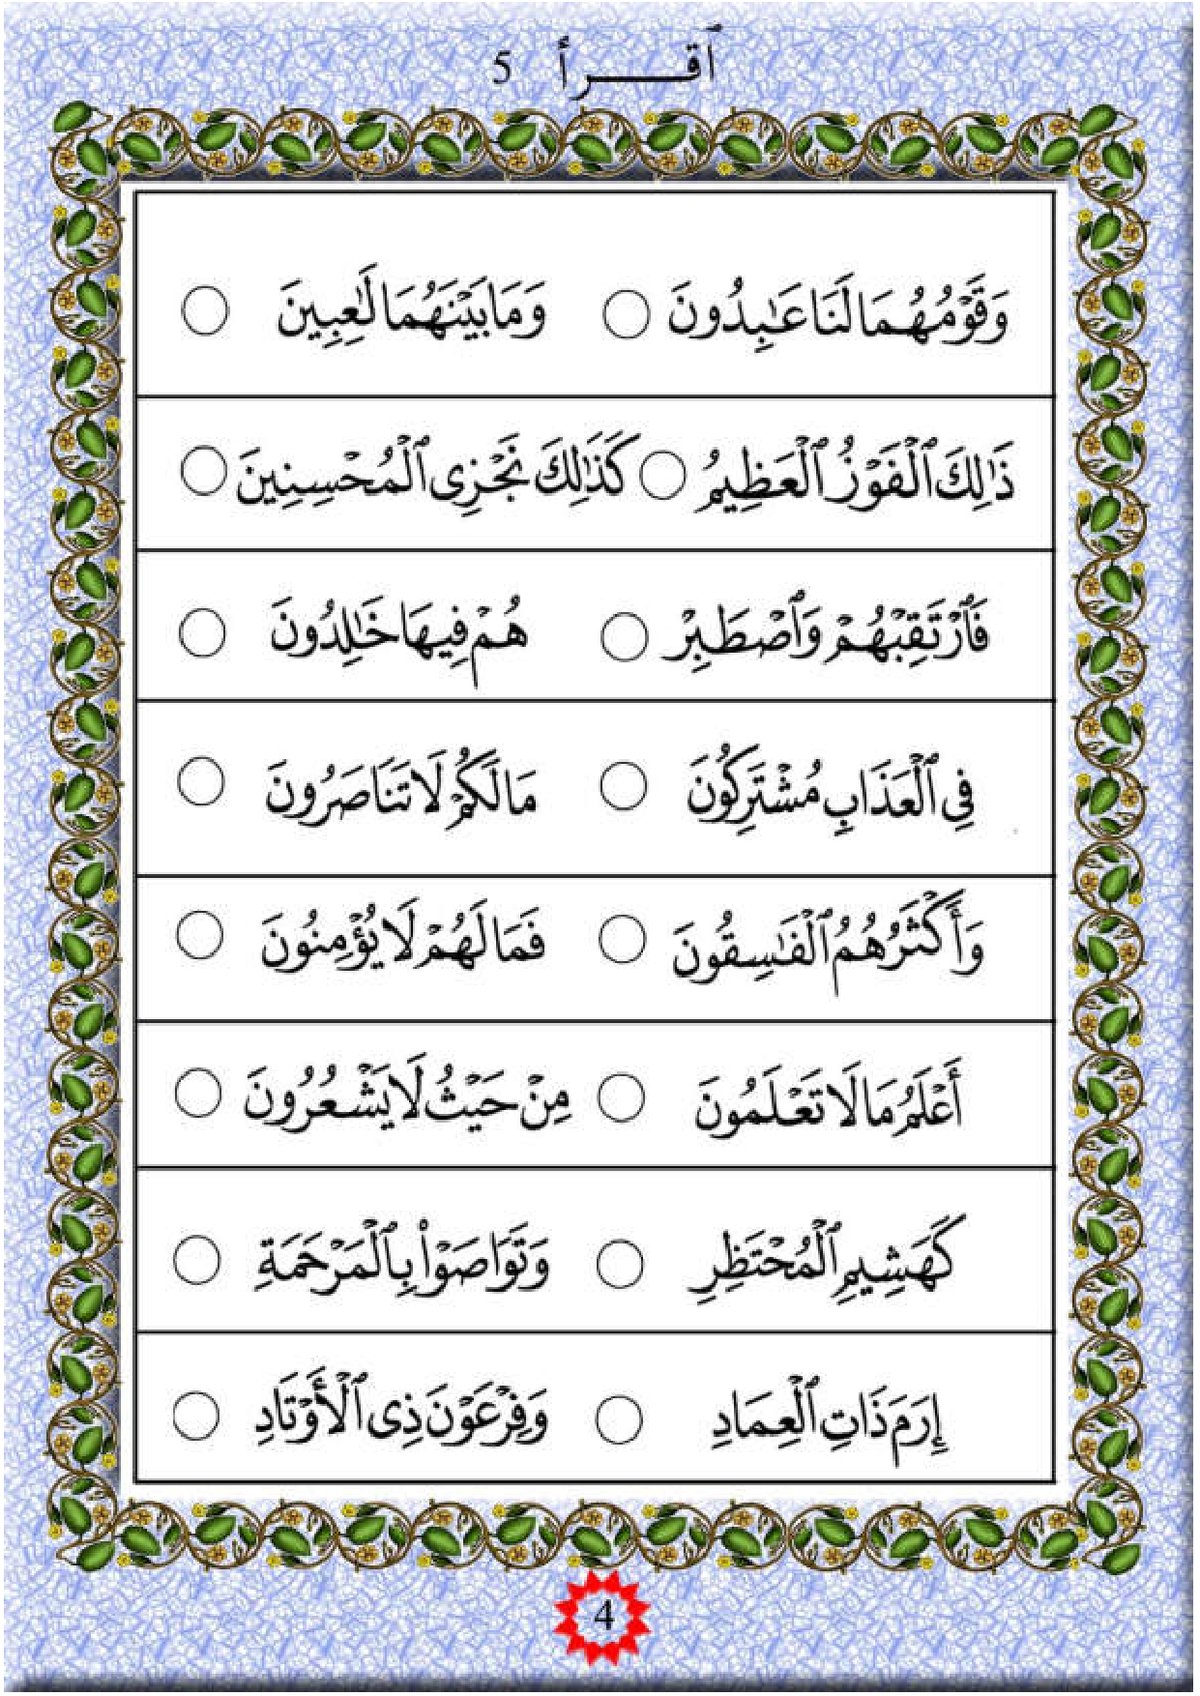 ٱقـــرأ 5
وَقَوْمُهُمَا لَنَا عَـٰبِدُونَ ○ وَمَا بَيْنَهُمَا لَـٰعِبِينَ ○
ذَٰلِكَ ٱلْفَوْزُ ٱلْعَظِيمُ ○ كَذَٰلِكَ نَجْزِى ٱلْمُحْسِنِينَ ○
فَٱرْتَقِبْهُمْ وَٱصْطَبِرْ ○ هُمْ فِيهَا خَـٰلِدُونَ ○
فِى ٱلْعَذَابِ مُشْتَرِكُونَ ○ مَا لَكُمْ لَا تَنَاصَرُونَ ○
وَأَكْثَرُهُمُ ٱلْفَـٰسِقُونَ ○ فَمَا لَهُمْ لَا يُؤْمِنُونَ ○
أَعْلَمُ مَا لَا تَعْلَمُونَ ○ مِنْ حَيْثُ لَا يَشْعُرُونَ ○
كَهَشِيمِ ٱلْمُحْتَظِرِ ○ وَتَوَاصَوْا۟ بِٱلْمَرْحَمَةِ ○
إِرَمَ ذَاتِ ٱلْعِمَادِ ○ وَفِرْعَوْنَ ذِى ٱلْأَوْتَادِ ○
4